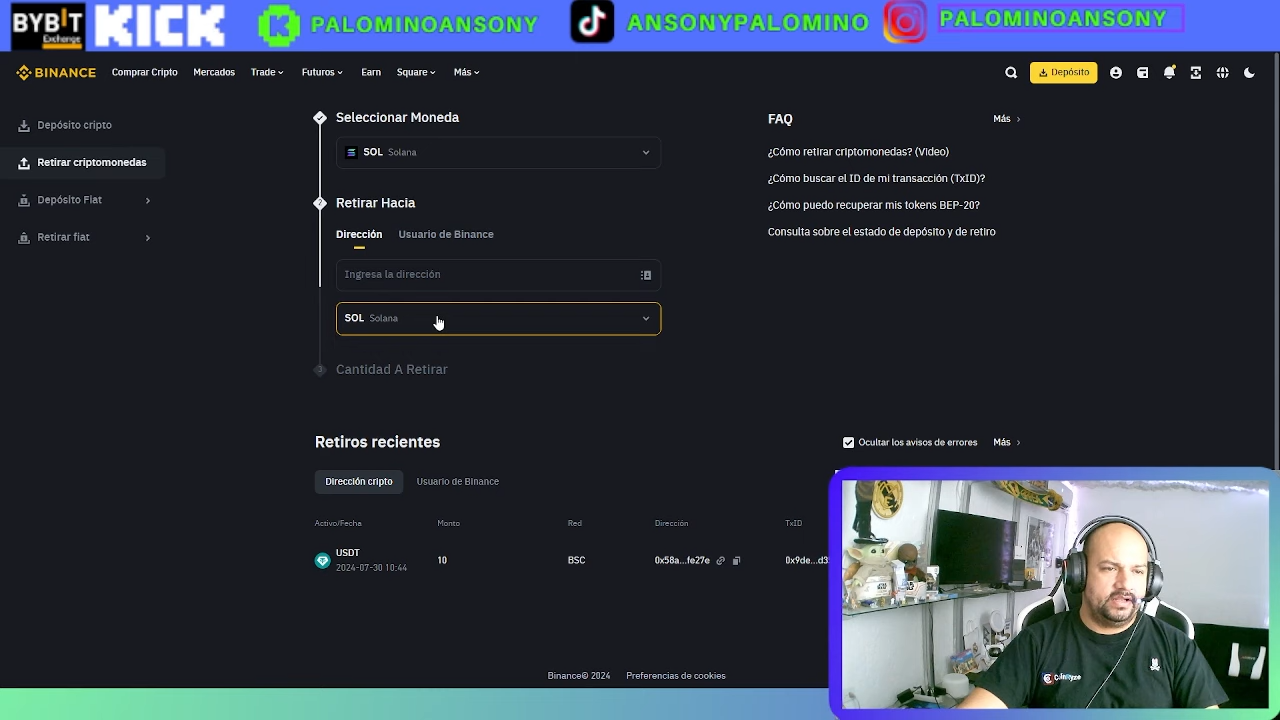 BYBIT
Exchange
KICK
PALOMINOANSONY
ANSONYPALOMINO
PALOMINOANSONY
BINANCE
Comprar Cripto
Mercados
Trade
Futuros
Earn
Square
Más
Depósito
Depósito cripto
Retirar criptomonedas
Depósito Fiat
Retirar fiat
Seleccionar Moneda
SOL Solana
2
Retirar Hacia
Dirección
Usuario de Binance
Ingresa la dirección
SOL Solana
3
Cantidad A Retirar
FAQ
Más
¿Cómo retirar criptomonedas? (Video)
¿Cómo buscar el ID de mi transacción (TxID)?
¿Cómo puedo recuperar mis tokens BEP-20?
Consulta sobre el estado de depósito y de retiro
Retiros recientes
Ocultar los avisos de errores
Más
Dirección cripto
Usuario de Binance
Activo/Fecha
Monto
Red
Dirección
TxID
USDT
2024-07-30 10:44
10
BSC
0x58a...fe27e
0x9de...d3
Binance© 2024
Preferencias de cookies